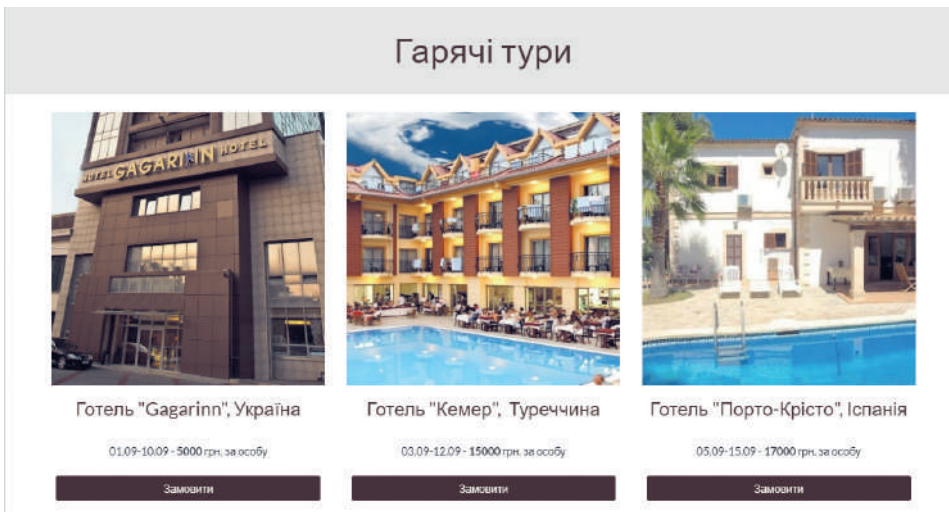 Гарячі тури
HOTEL GAGARINN HOTEL
Готель "Gagarinn", Україна
Готель "Кемер", Туреччина
Готель "Порто-Крісто", Іспанія
01.09-10.09 - 5000 грн. за особу
03.09-12.09 - 15000 грн. за особу
05.09-15.09 - 17000 грн. за особу
Замовити
Замовити
Замовити